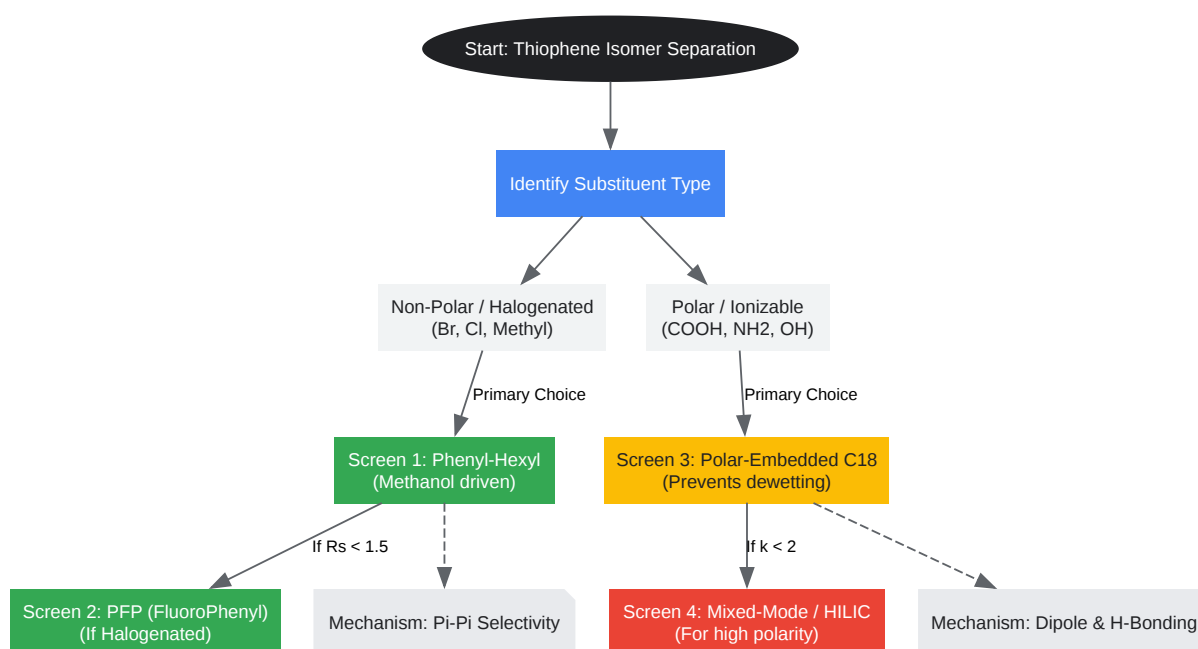 Start: Thiophene Isomer Separation
Identify Substituent Type
Non-Polar / Halogenated
(Br, Cl, Methyl)
Polar / Ionizable
(COOH, NH2, OH)
Primary Choice
Primary Choice
Screen 1: Phenyl-Hexyl
(Methanol driven)
Screen 3: Polar-Embedded C18
(Prevents dewetting)
If Rs < 1.5
If k < 2
Screen 2: PFP (FluoroPhenyl)
(If Halogenated)
Mechanism: Pi-Pi Selectivity
Screen 4: Mixed-Mode / HILIC
(For high polarity)
Mechanism: Dipole & H-Bonding